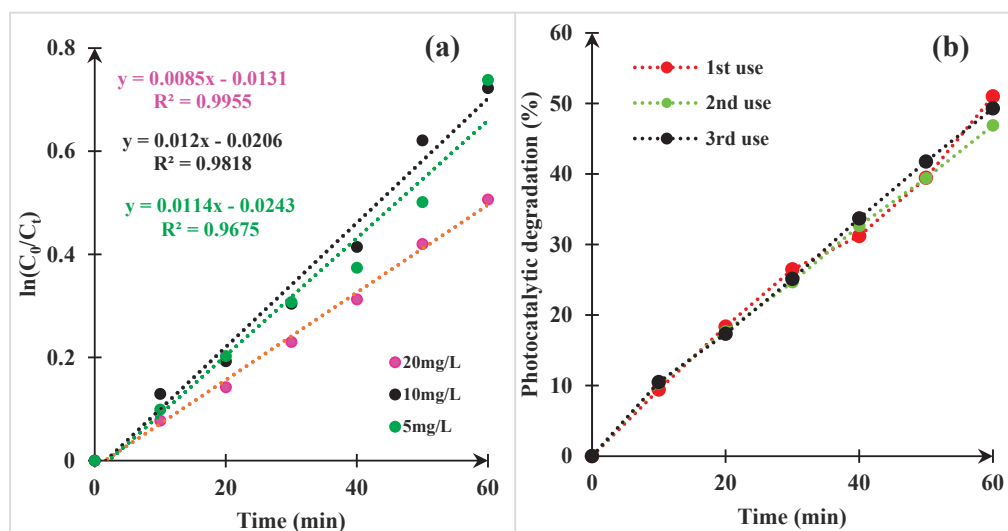 (a)
0.8
0.6
0.4
0.2
0
ln(C₀/Cₜ)
y = 0.0085x - 0.0131
R² = 0.9955
y = 0.012x - 0.0206
R² = 0.9818
y = 0.0114x - 0.0243
R² = 0.9675
20mg/L
10mg/L
5mg/L
0 20 40 60
Time (min)
(b)
60
50
40
30
20
10
0
Photocatalytic degradation (%)
1st use
2nd use
3rd use
0 20 40 60
Time (min)